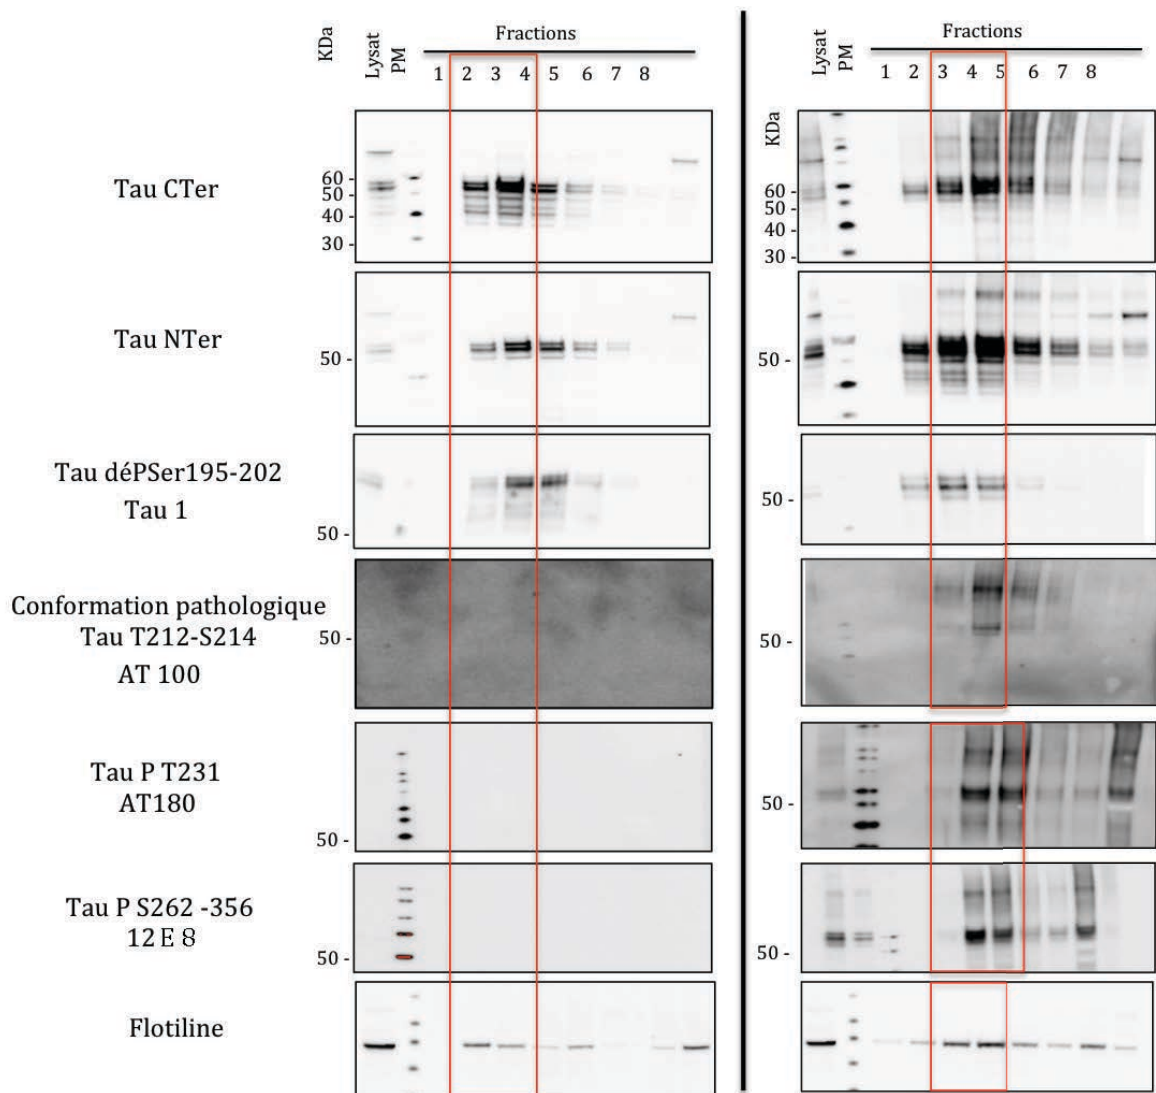 Fractions
KDa
Lysat
PM
1 2 3 4 5 6 7 8
Fractions
Lysat
PM
1 2 3 4 5 6 7 8
KDa
Tau CTer
60 -
50 -
40 -
30 -
60 -
50 -
40 -
30 -
Tau NTer
50 -
50 -
Tau déPSer195-202
Tau 1
50 -
50 -
Conformation pathologique
Tau T212-S214
AT 100
50 -
50 -
Tau P T231
AT180
50 -
50 -
Tau P S262 -356
12 E 8
50 -
50 -
Flotiline